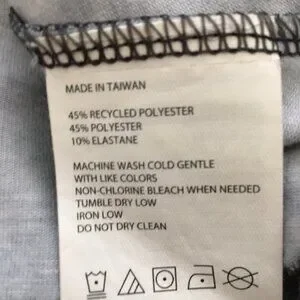 MADE IN TAIWAN
45% RECYCLED POLYESTER
45% POLYESTER
10% ELASTANE
MACHINE WASH COLD GENTLE
WITH LIKE COLORS
NON-CHLORINE BLEACH WHEN NEEDED
TUMBLE DRY LOW
IRON LOW
DO NOT DRY CLEAN